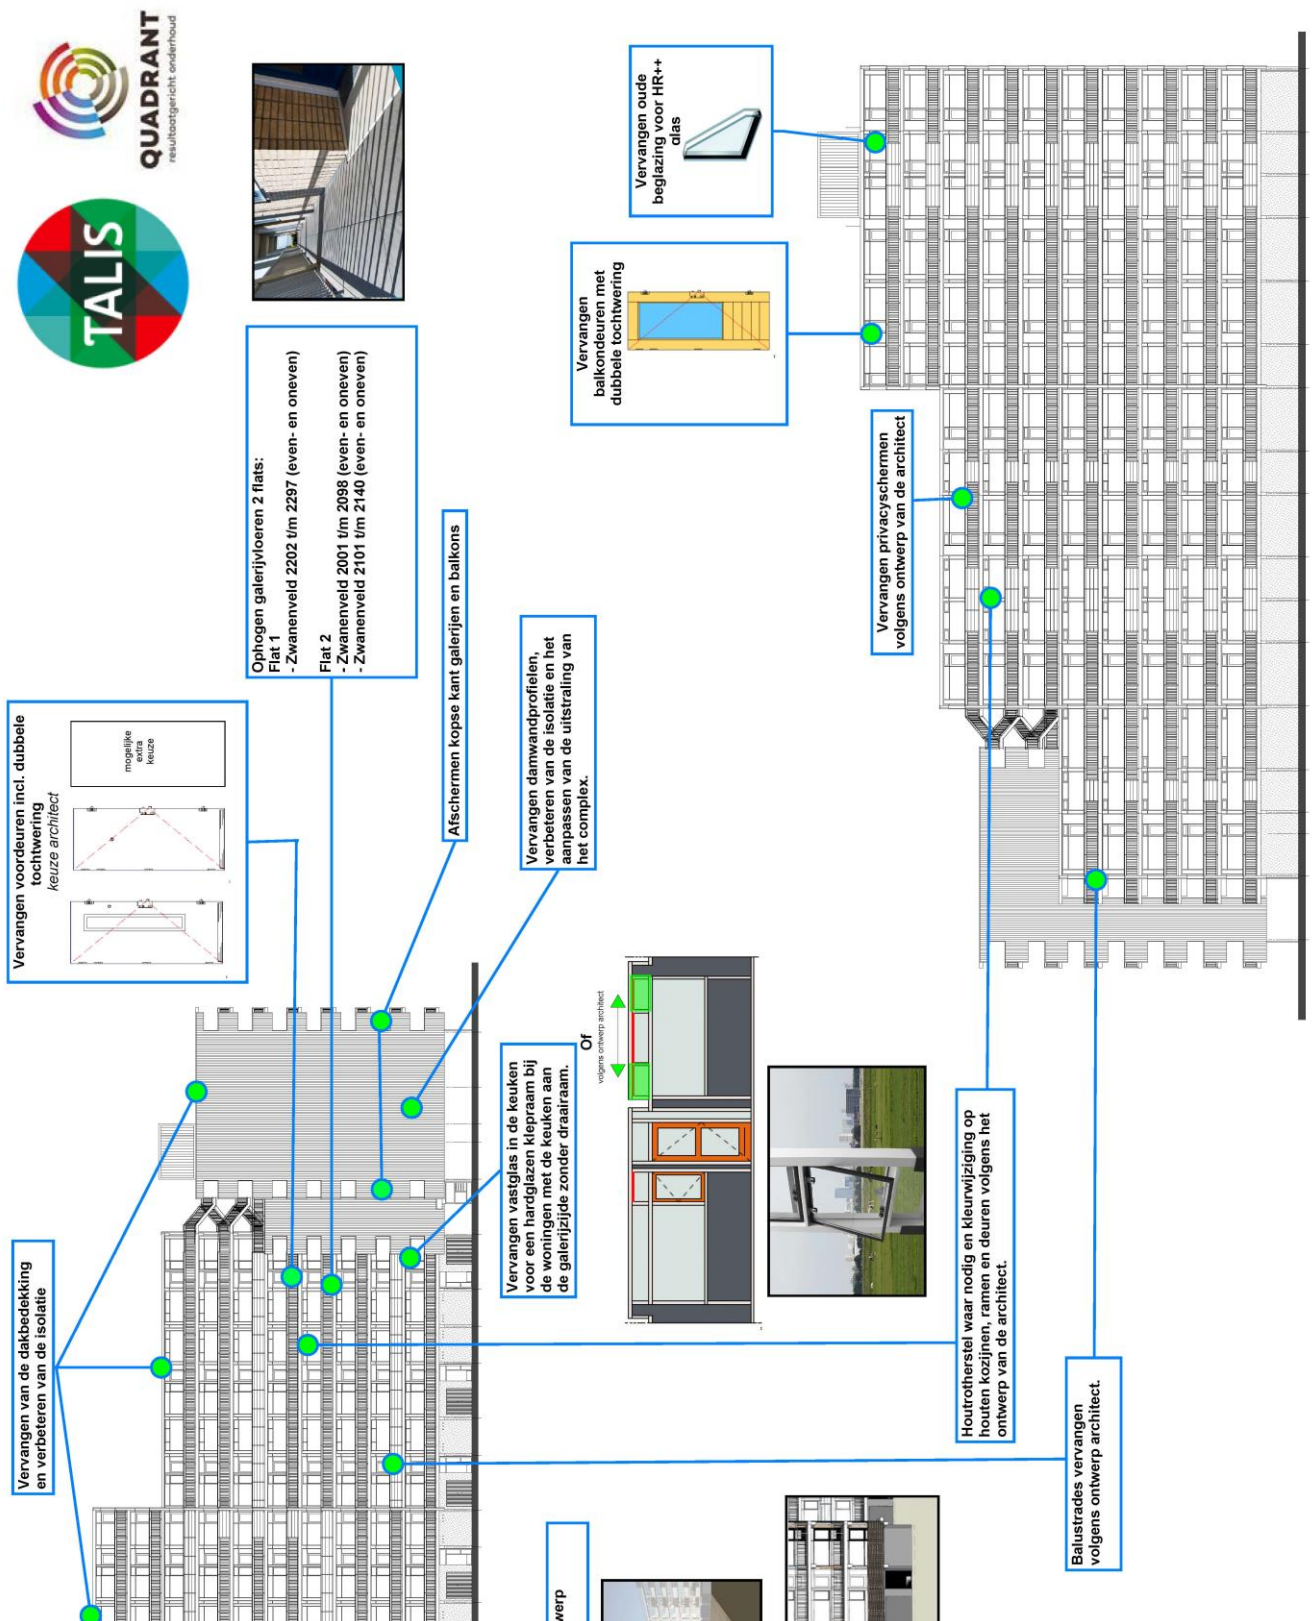 Vervangen van de dakbedekking
en verbeteren van de isolatie
Vervangen voordeuren incl. dubbele
tochtwering
keuze architect
mogelijke
extra
keuze
TALIS
QUADRANT
resultaatgericht onderhoud
Ophogen galerijvloeren 2 flats:
Flat 1
- Zwanenveld 2202 t/m 2297 (even- en oneven)
Flat 2
- Zwanenveld 2001 t/m 2098 (even- en oneven)
- Zwanenveld 2101 t/m 2140 (even- en oneven)
Afschermen kopse kant galerijen en balkons
Vervangen damwandprofielen,
verbeteren van de isolatie en het
aanpassen van de uitstraling van
het complex.
Vervangen vastglas in de keuken
voor een hardglazen klepraam bij
de woningen met de keuken aan
de galerijzijde zonder draairaam.
Of
volgens ontwerp architect
Vervangen
balkondeuren met
dubbele tochtwering
Vervangen oude
beglazing voor HR++
glas
Vervangen privacyschermen
volgens ontwerp van de architect
Houtrotherstel waar nodig en kleurwijziging op
houten kozijnen, ramen en deuren volgens het
ontwerp van de architect.
Balustrades vervangen
volgens ontwerp architect.
werp